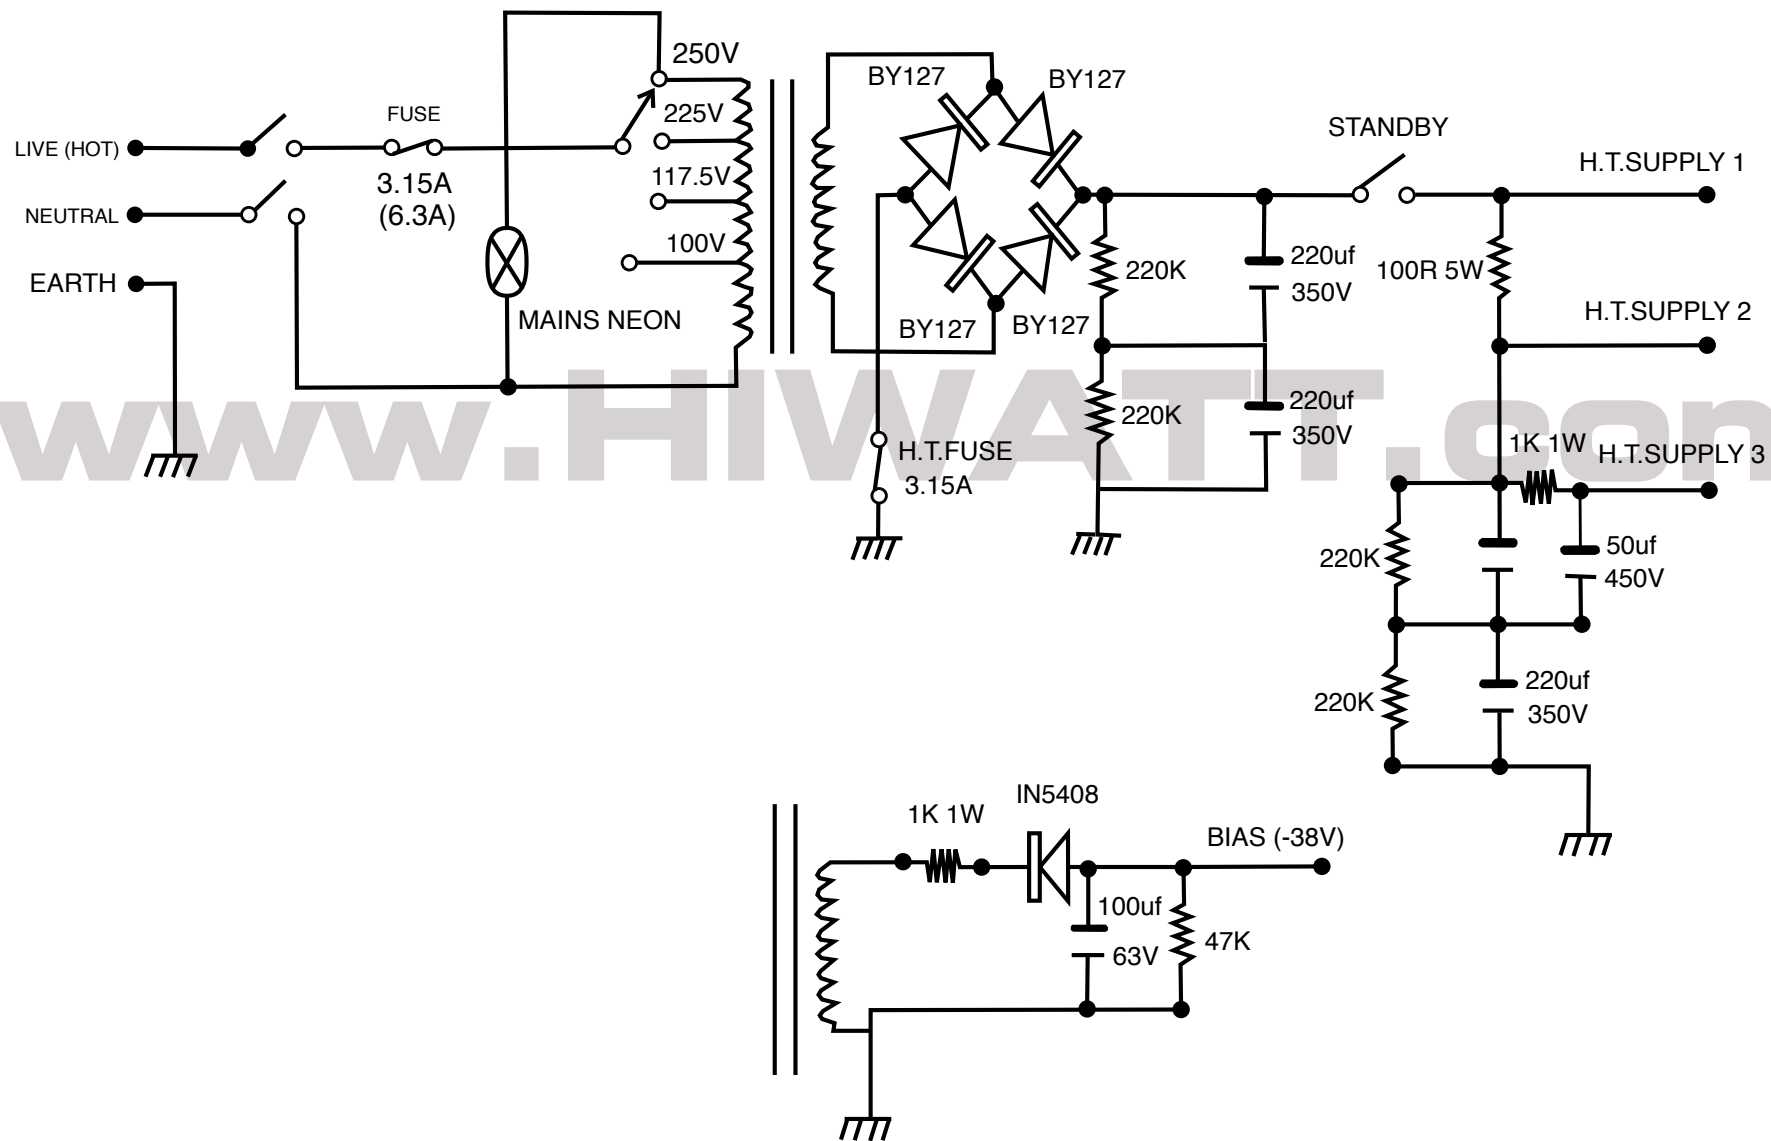 250V
BY127
BY127
225V
FUSE
STANDBY
LIVE (HOT)
H.T.SUPPLY 1
3.15A
(6.3A)
117.5V
NEUTRAL
100V
220uf
350V
220K
100R 5W
EARTH
H.T.SUPPLY 2
MAINS NEON
BY127
BY127
www.HIWATT.com
220K
220uf
350V
H.T.FUSE
3.15A
1K 1W
H.T.SUPPLY 3
220K
50uf
450V
220K
220uf
350V
IN5408
1K 1W
BIAS (-38V)
100uf
63V
47K